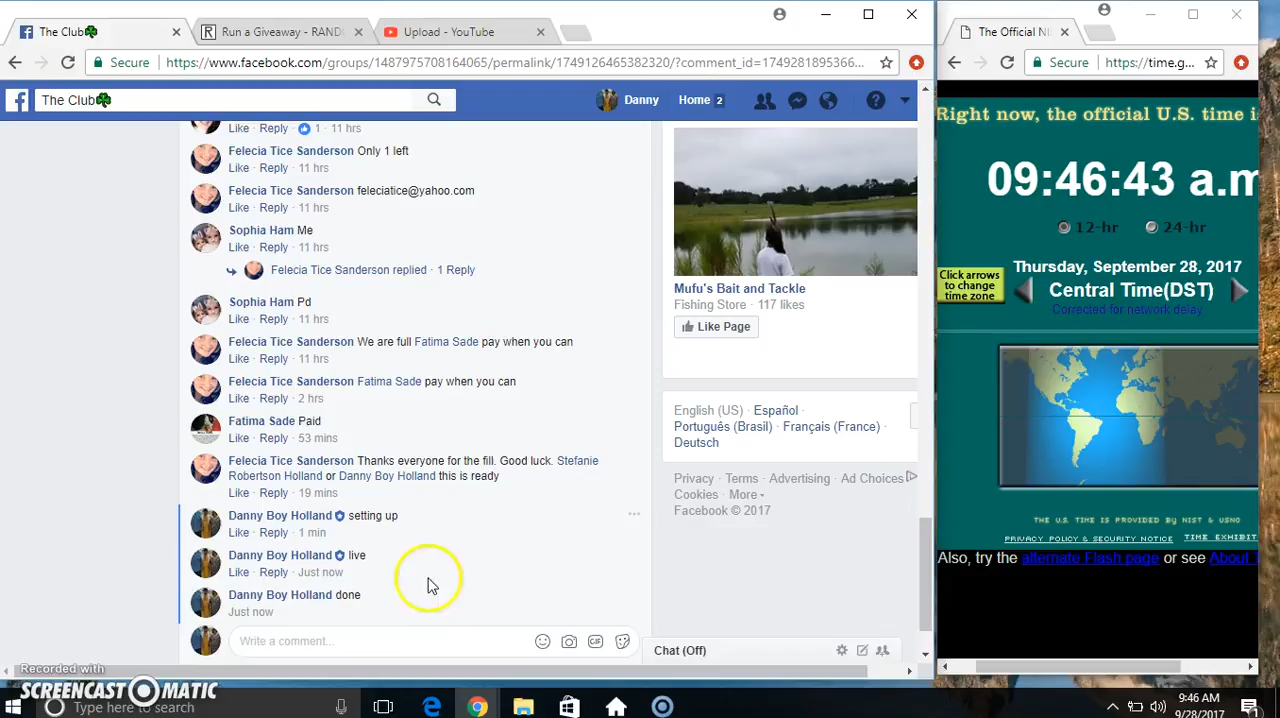 The Club☘
Run a Giveaway - RAND
Upload - YouTube
Secure https://www.facebook.com/groups/1487975708164065/permalink/1749126465382320/?comment_id=1749281895366...
The Club☘
Danny Home 2
Like · Reply · 1 · 11 hrs
Felecia Tice Sanderson Only 1 left
Like · Reply · 11 hrs
Felecia Tice Sanderson feleciatice@yahoo.com
Like · Reply · 11 hrs
Sophia Ham Me
Like · Reply · 11 hrs
Felecia Tice Sanderson replied · 1 Reply
Sophia Ham Pd
Like · Reply · 11 hrs
Felecia Tice Sanderson We are full Fatima Sade pay when you can
Like · Reply · 11 hrs
Felecia Tice Sanderson Fatima Sade pay when you can
Like · Reply · 2 hrs
Fatima Sade Paid
Like · Reply · 53 mins
Felecia Tice Sanderson Thanks everyone for the fill. Good luck. Stefanie
Robertson Holland or Danny Boy Holland this is ready
Like · Reply · 19 mins
Danny Boy Holland setting up
Like · Reply · 1 min
Danny Boy Holland live
Like · Reply · Just now
Danny Boy Holland done
Just now
Write a comment...
GIF
Mufu's Bait and Tackle
Fishing Store · 117 likes
Like Page
English (US) · Español ·
Português (Brasil) · Français (France) ·
Deutsch
Privacy · Terms · Advertising · Ad Choices
Cookies · More
Facebook © 2017
Chat (Off)
The Official NI
Secure https://time.g...
Right now, the official U.S. time is
09:46:43 a.m
12-hr 24-hr
Thursday, September 28, 2017
Click arrows
to change
time zone
Central Time(DST)
Corrected for network delay
THE U.S. TIME IS PROVIDED BY NIST & USNO
PRIVACY POLICY & SECURITY NOTICE TIME EXHIBIT
Also, try the alternate Flash page or see About T
Recorded with
SCREENCAST-O-MATIC
Type here to search
9:46 AM
9/28/2017
1